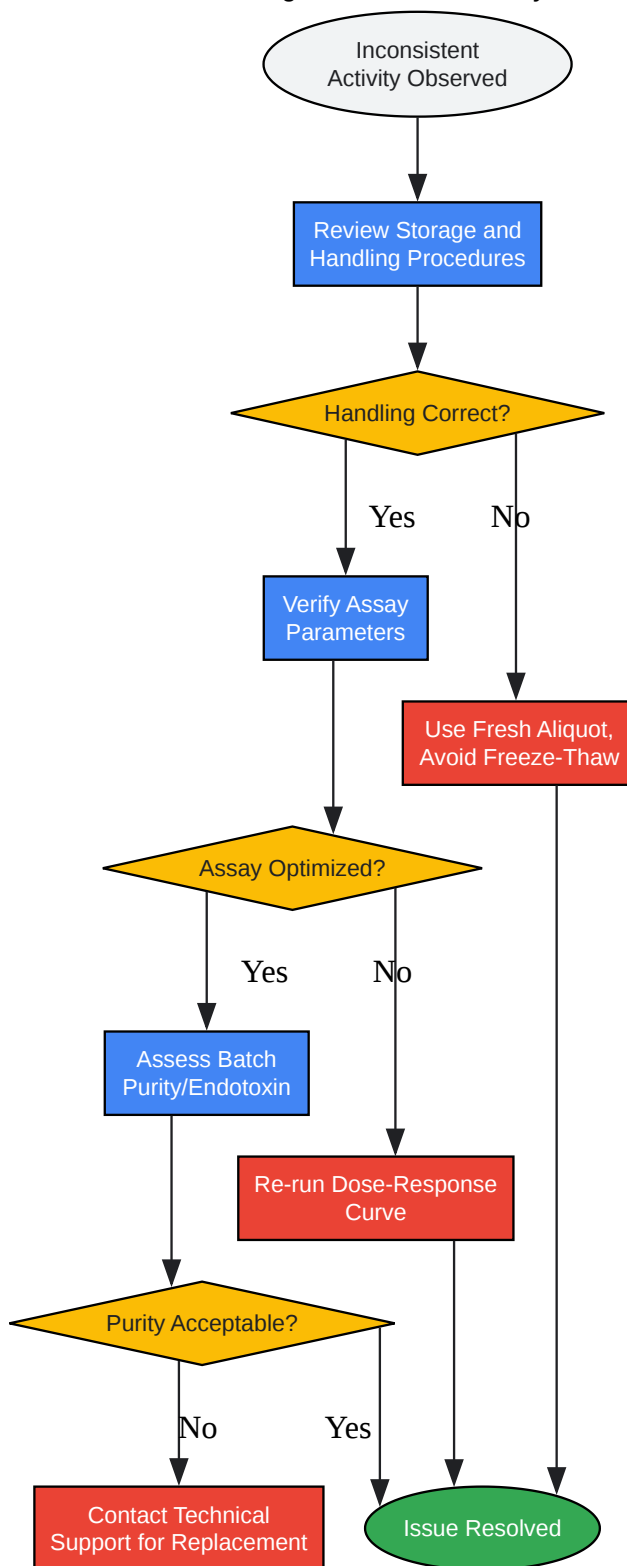 Inconsistent
Activity Observed
Review Storage and
Handling Procedures
Handling Correct?
Yes
No
Verify Assay
Parameters
Use Fresh Aliquot,
Avoid Freeze-Thaw
Assay Optimized?
Yes
No
Assess Batch
Purity/Endotoxin
Re-run Dose-Response
Curve
Purity Acceptable?
No
Yes
Contact Technical
Support for Replacement
Issue Resolved